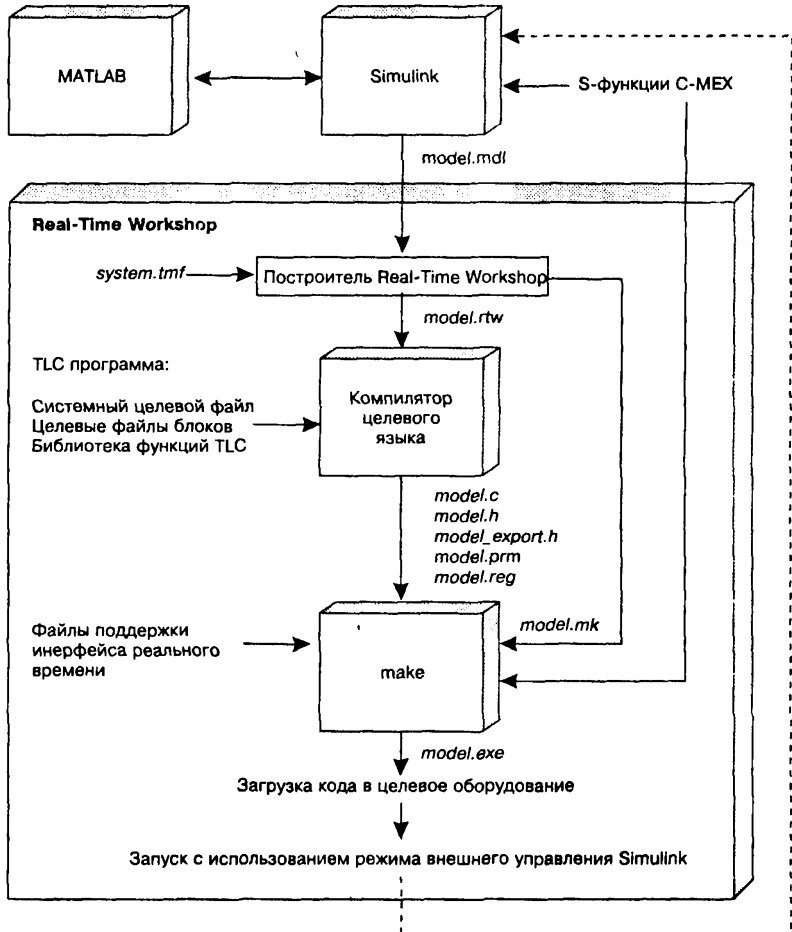 MATLAB
Simulink
S-функции C-MEX
model.mdl
Real-Time Workshop
system.tmf
Построитель Real-Time Workshop
model.rtw
TLC программа:
Системный целевой файл
Целевые файлы блоков
Библиотека функций TLC
Компилятор
целевого
языка
model.c
model.h
model_export.h
model.prm
model.reg
Файлы поддержки
инерфейса реального
времени
model.mk
make
model.exe
Загрузка кода в целевое оборудование
Запуск с использованием режима внешнего управления Simulink